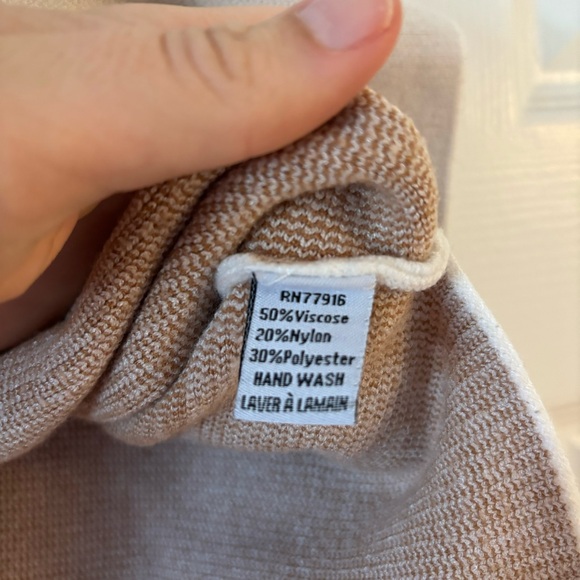 RN77916
50%Viscose
20%Nylon
30%Polyester
HAND WASH
LAVER À LAMAIN